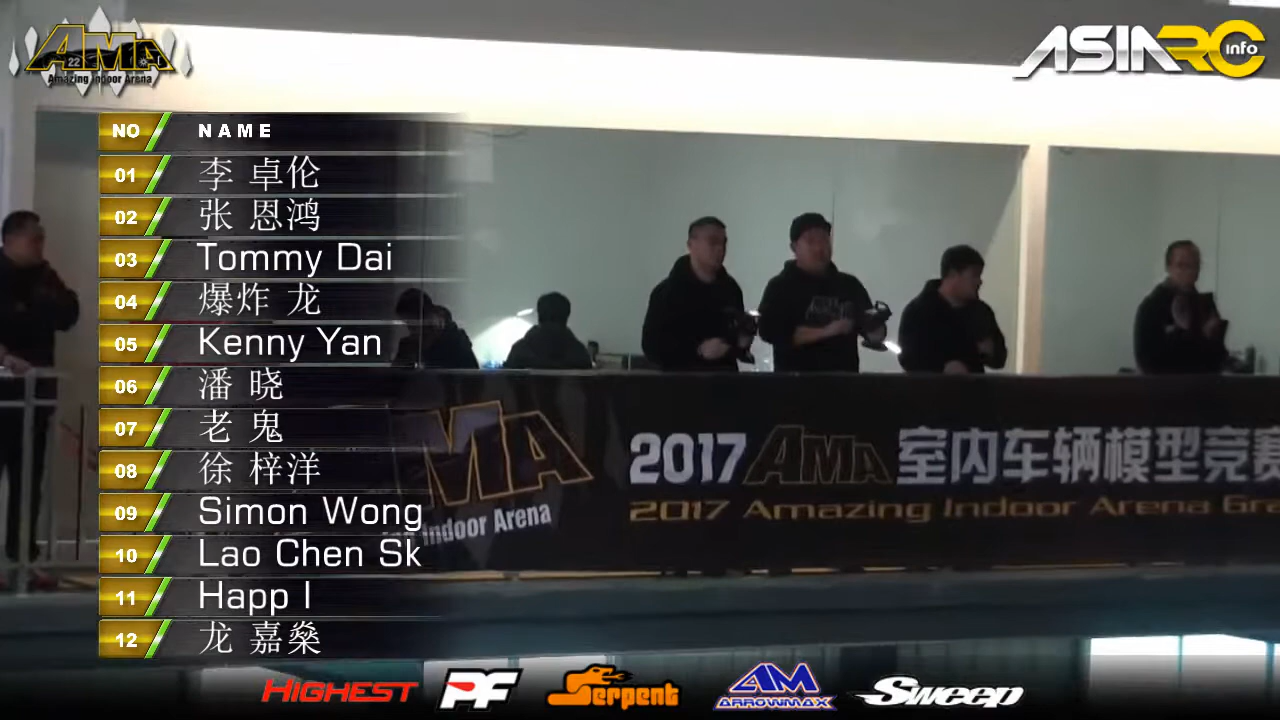 AMA
22
Amazing Indoor Arena
ASIARC info
NO NAME
01 李 卓伦
02 张 恩鸿
03 Tommy Dai
04 爆炸 龙
05 Kenny Yan
06 潘 晓
07 老 鬼
08 徐 梓洋
09 Simon Wong
10 Lao Chen Sk
11 Happ I
12 龙 嘉燊
MA
Indoor Arena
2017 AMA 室内车辆模型竞赛
2017 Amazing Indoor Arena Gra
HIGHEST PF Serpent AM ARROWMAX Sweep